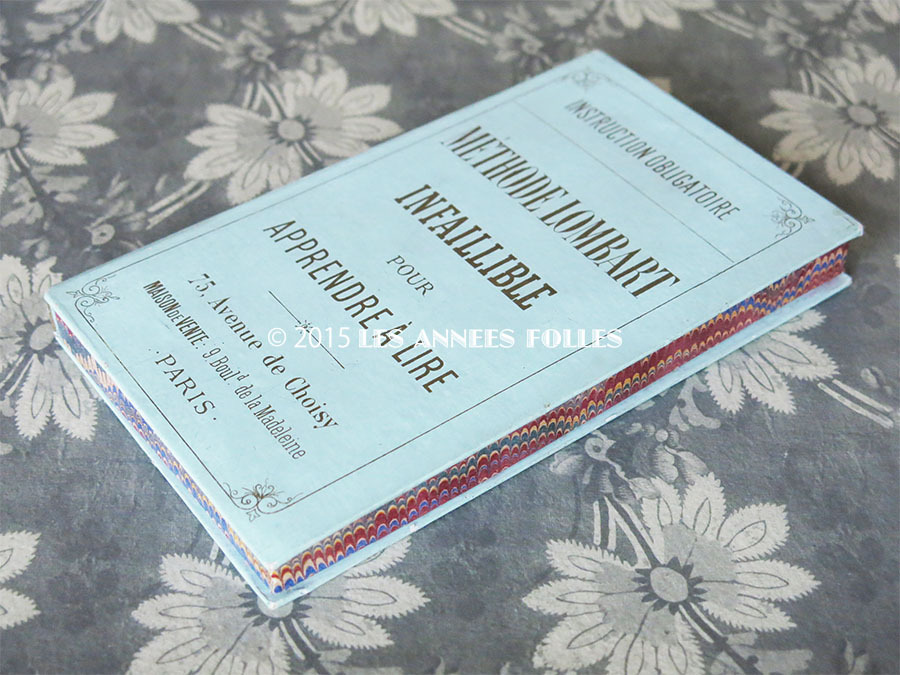 INSTRUCTION OBLIGATOIRE
MÉTHODE LOMBART
INFAILLIBLE
POUR
APPRENDRE À LIRE
75, Avenue de Choisy
MAISON DE VENTE: 9 Boul.d de la Madeleine
· PARIS ·
© 2015 LES ANNEES FOLLES